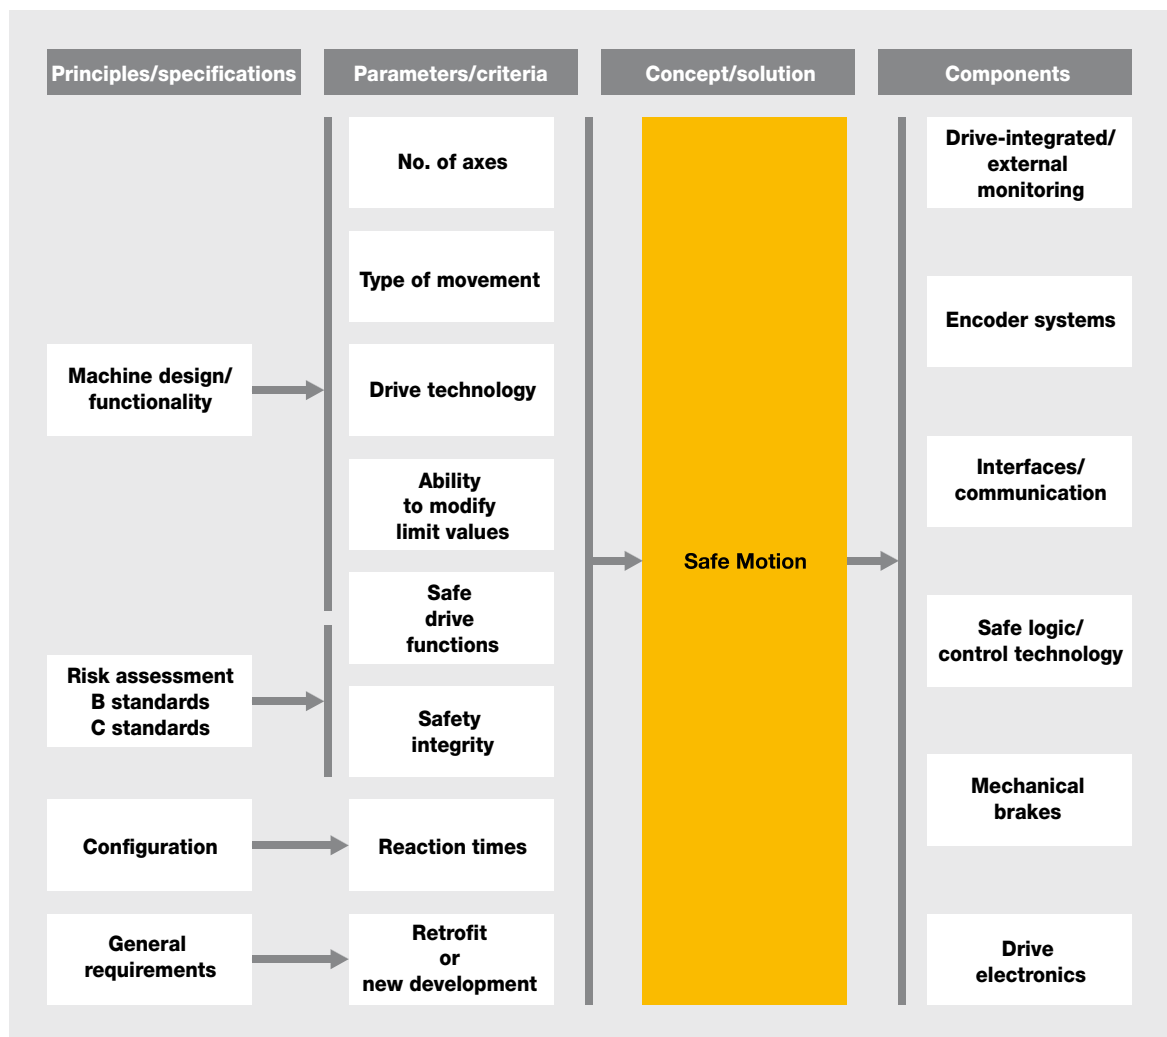 Principles/specifications
Parameters/criteria
Concept/solution
Components
Machine design/
functionality
Risk assessment
B standards
C standards
Configuration
General
requirements
No. of axes
Type of movement
Drive technology
Ability
to modify
limit values
Safe
drive
functions
Safety
integrity
Reaction times
Retrofit
or
new development
Safe Motion
Drive-integrated/
external
monitoring
Encoder systems
Interfaces/
communication
Safe logic/
control technology
Mechanical
brakes
Drive
electronics